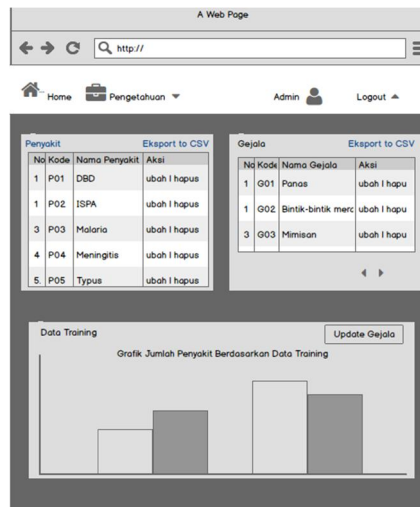 A Web Page
http://
Home Pengetahuan Admin Logout
Penyakit Eksport to CSV
No Kode Nama Penyakit Aksi
1 P01 DBD ubah I hapus
1 P02 ISPA ubah I hapus
3 P03 Malaria ubah I hapus
4 P04 Meningitis ubah I hapus
5. P05 Typus ubah I hapus
Gejala Eksport to CSV
No Kode Nama Gejala Aksi
1 G01 Panas ubah I hapu
1 G02 Bintik-bintik merc ubah I hapu
3 G03 Mimisan ubah I hapu
Data Training Update Gejala
Grafik Jumlah Penyakit Berdasarkan Data Training